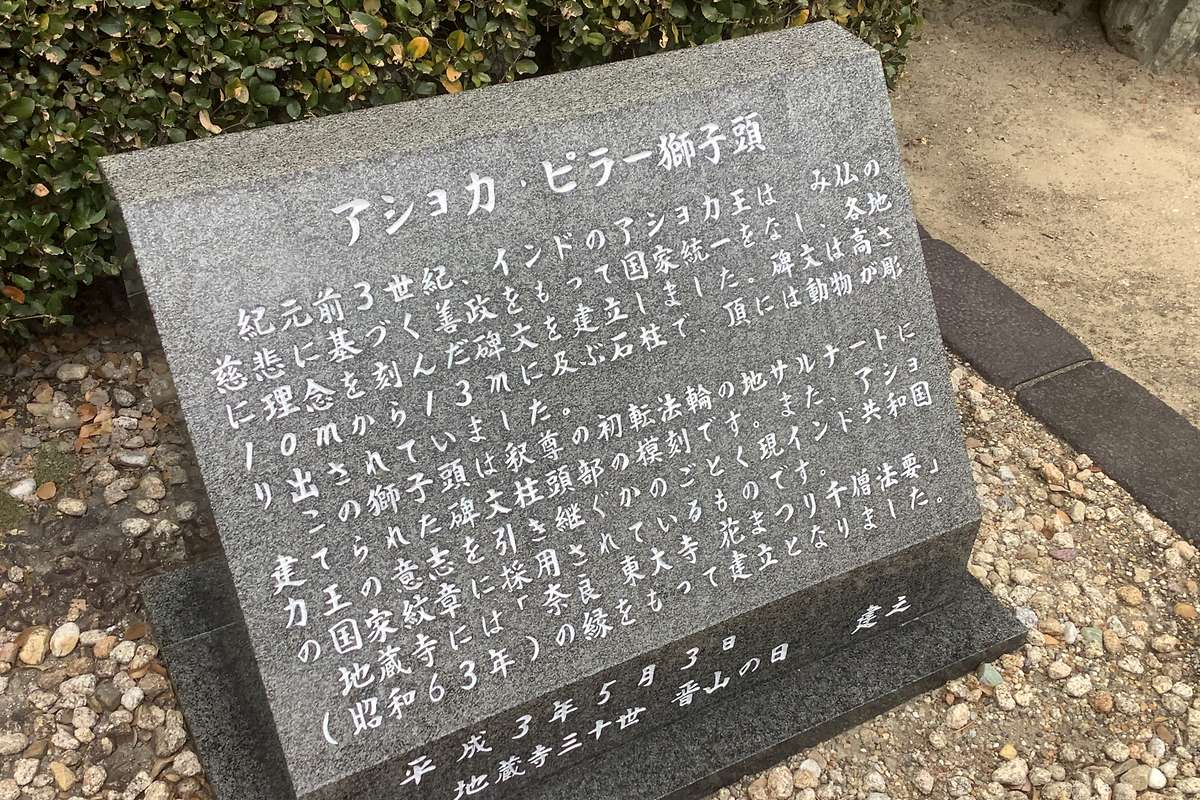 アショカ・ピラー獅子頭
紀元前3世紀、インドのアショカ王は み仏の
慈悲に基づく善政をもって国家統一をなし、各地
に理念を刻んだ碑文を建立しました。碑文は高さ
10mから13mに及ぶ石柱で、頂には動物が彫
り出されていました。
この獅子頭は釈尊の初転法輪の地サルナートに
建てられた碑文柱頭部の模刻です。また、アショ
カ王の意志を引き継ぐかのごとく現インド共和国
の国家紋章に採用されているものです。
地蔵寺には「奈良 東大寺 花まつり千僧法要」
(昭和63年)の縁をもって建立となりました。
平成3年5月3日
地蔵寺三十世 晋山の日 建之